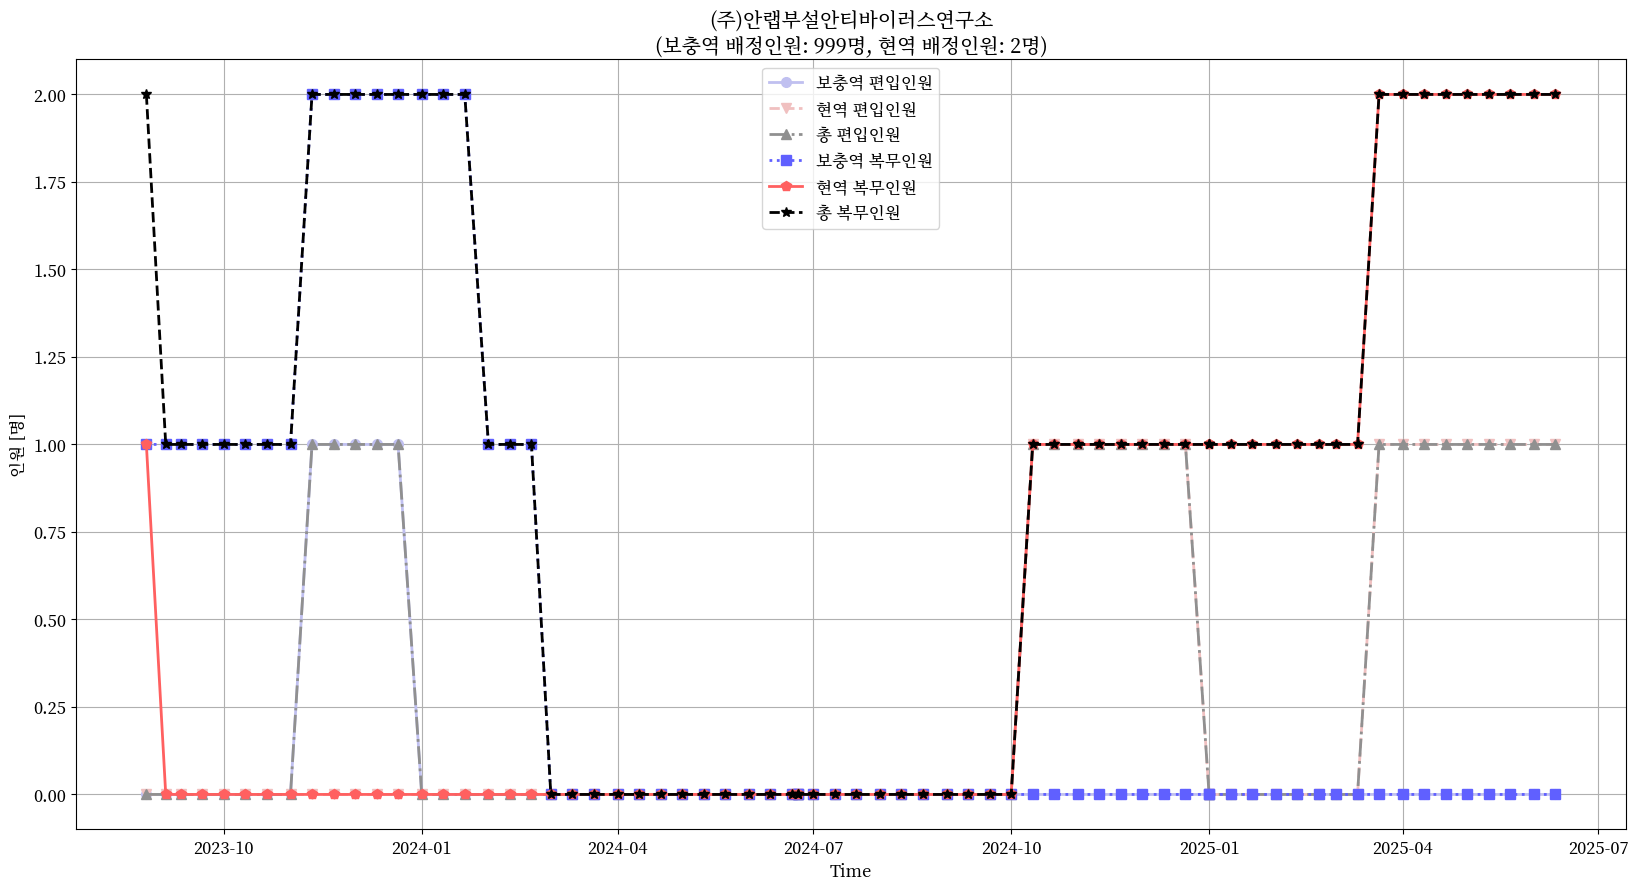 (주)안랩부설안티바이러스연구소
(보충역 배정인원: 999명, 현역 배정인원: 2명)
보충역 편입인원
현역 편입인원
총 편입인원
보충역 복무인원
현역 복무인원
총 복무인원
인원 [명]
2.00
1.75
1.50
1.25
1.00
0.75
0.50
0.25
0.00
2023-10 2024-01 2024-04 2024-07 2024-10 2025-01 2025-04 2025-07
Time